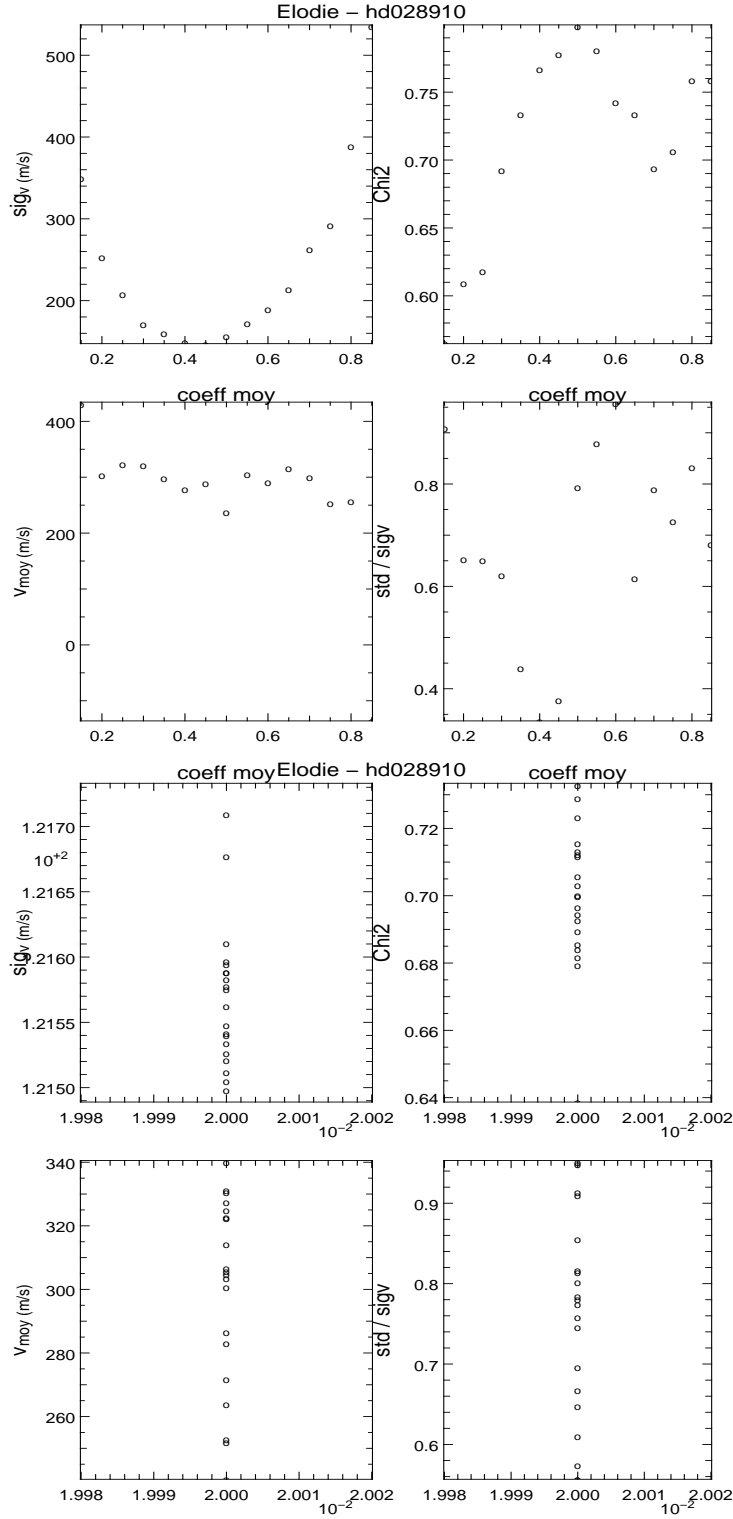 Elodie – hd028910
500
400
300
200
sigv (m/s)
0.2 0.4 0.6 0.8
coeff moy
0.75
0.70
0.65
0.60
Chi2
0.2 0.4 0.6 0.8
coeff moy
400
200
0
vmoy (m/s)
0.2 0.4 0.6 0.8
coeff moy
0.8
0.6
0.4
std / sigv
0.2 0.4 0.6 0.8
coeff moy
Elodie – hd028910
1.2170
10+2
1.2165
1.2160
1.2155
1.2150
sigv (m/s)
1.998 1.999 2.000 2.001 2.002
10−2
0.72
0.70
0.68
0.66
0.64
Chi2
1.998 1.999 2.000 2.001 2.002
10−2
340
320
300
280
260
vmoy (m/s)
1.998 1.999 2.000 2.001 2.002
10−2
0.9
0.8
0.7
0.6
std / sigv
1.998 1.999 2.000 2.001 2.002
10−2